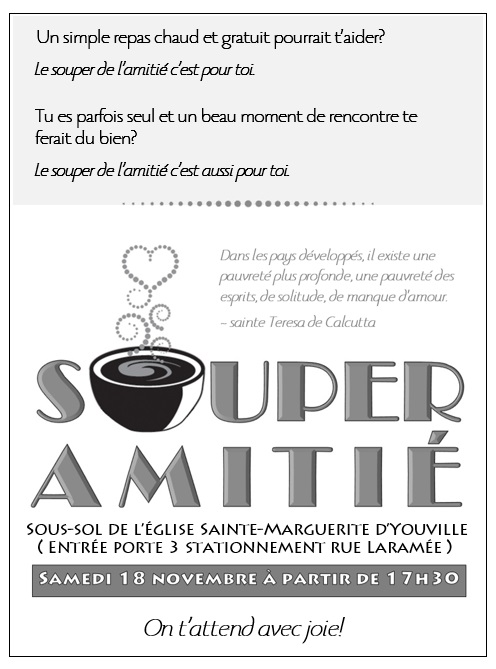 Un simple repas chaud et gratuit pourrait t'aider?
Le souper de l'amitié c'est pour toi.
Tu es parfois seul et un beau moment de rencontre te
ferait du bien?
Le souper de l'amitié c'est aussi pour toi.
Dans les pays développés, il existe une
pauvreté plus profonde, une pauvreté des
esprits, de solitude, de manque d'amour.
– sainte Teresa de Calcutta
SOUPER
AMITIÉ
Sous-sol de l'église Sainte-Marguerite d'Youville
( entrée porte 3 stationnement rue Laramée )
Samedi 18 novembre à partir de 17h30
On t'attend avec joie!